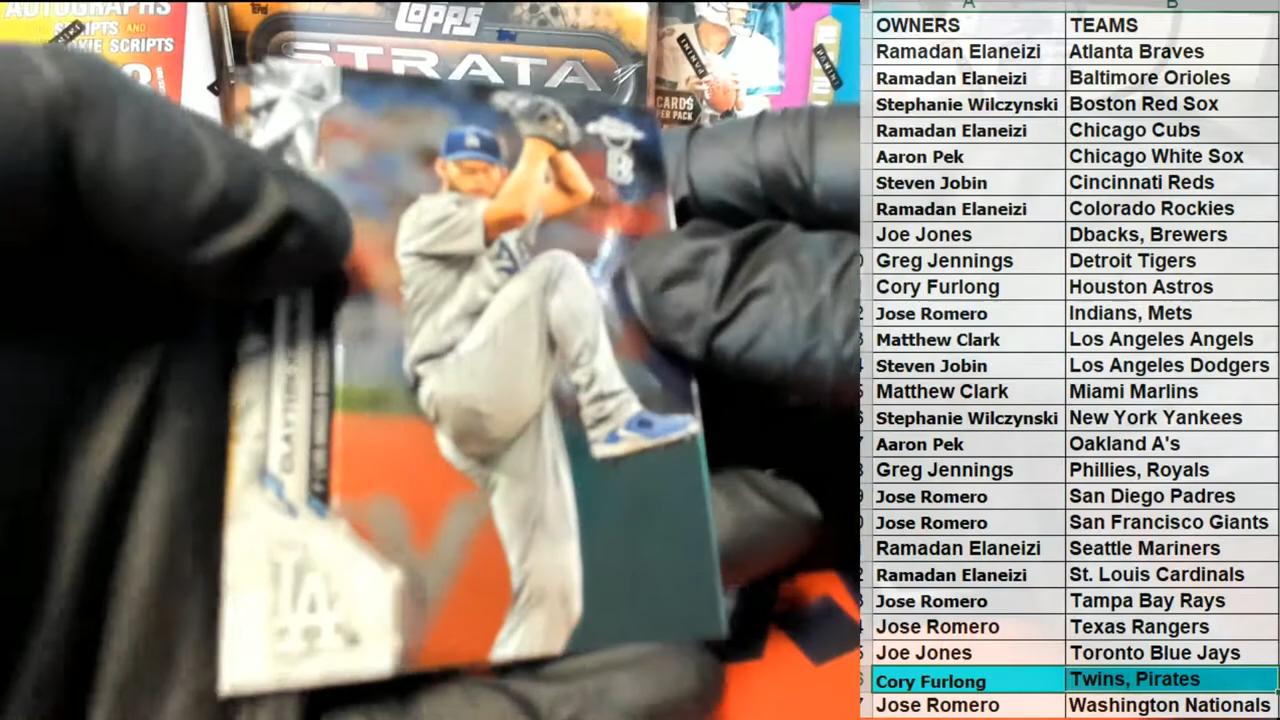 AUTOGRAPHS
SCRIPTS AND
ROOKIE SCRIPTS
TOPPS
STRATA
PANINI
CARDS
PER PACK
PANINI
LA
B
CLAYTON
LA
A B
OWNERS TEAMS
Ramadan Elaneizi Atlanta Braves
Ramadan Elaneizi Baltimore Orioles
Stephanie Wilczynski Boston Red Sox
Ramadan Elaneizi Chicago Cubs
Aaron Pek Chicago White Sox
Steven Jobin Cincinnati Reds
Ramadan Elaneizi Colorado Rockies
Joe Jones Dbacks, Brewers
Greg Jennings Detroit Tigers
Cory Furlong Houston Astros
Jose Romero Indians, Mets
Matthew Clark Los Angeles Angels
Steven Jobin Los Angeles Dodgers
Matthew Clark Miami Marlins
Stephanie Wilczynski New York Yankees
Aaron Pek Oakland A's
Greg Jennings Phillies, Royals
Jose Romero San Diego Padres
Jose Romero San Francisco Giants
Ramadan Elaneizi Seattle Mariners
Ramadan Elaneizi St. Louis Cardinals
Jose Romero Tampa Bay Rays
Jose Romero Texas Rangers
Joe Jones Toronto Blue Jays
Cory Furlong Twins, Pirates
Jose Romero Washington Nationals